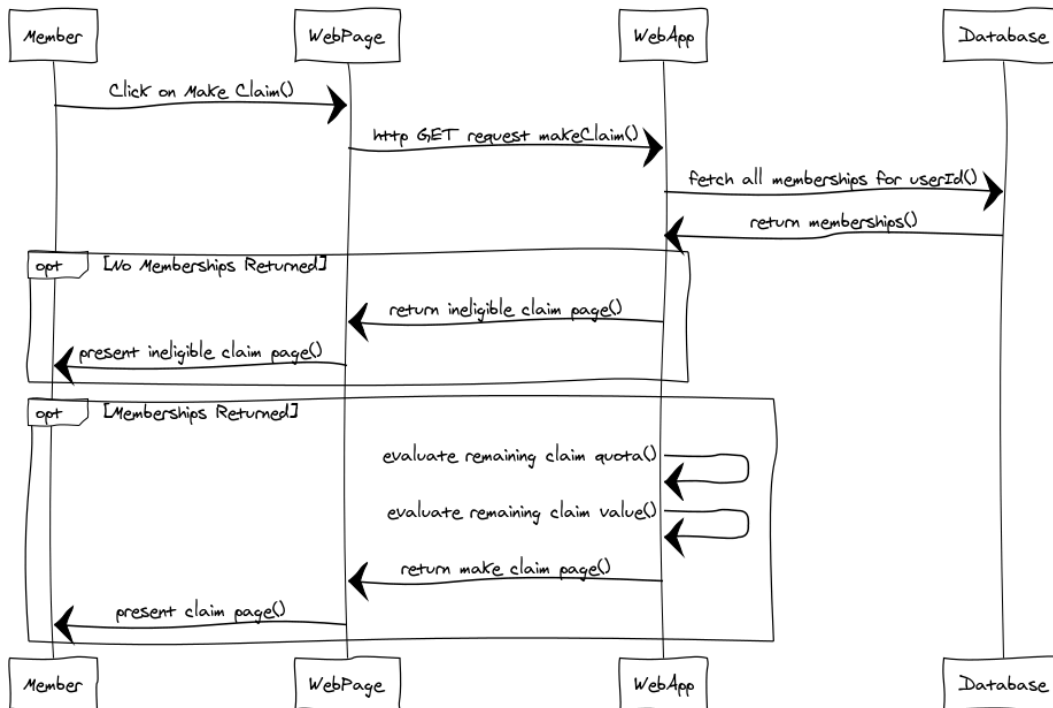 Member WebPage WebApp Database
Click on Make Claim()
http GET request makeClaim()
fetch all memberships for userId()
return memberships()
opt [No Memberships Returned]
return ineligible claim page()
present ineligible claim page()
opt [Memberships Returned]
evaluate remaining claim quota()
evaluate remaining claim value()
return make claim page()
present claim page()
Member WebPage WebApp Database